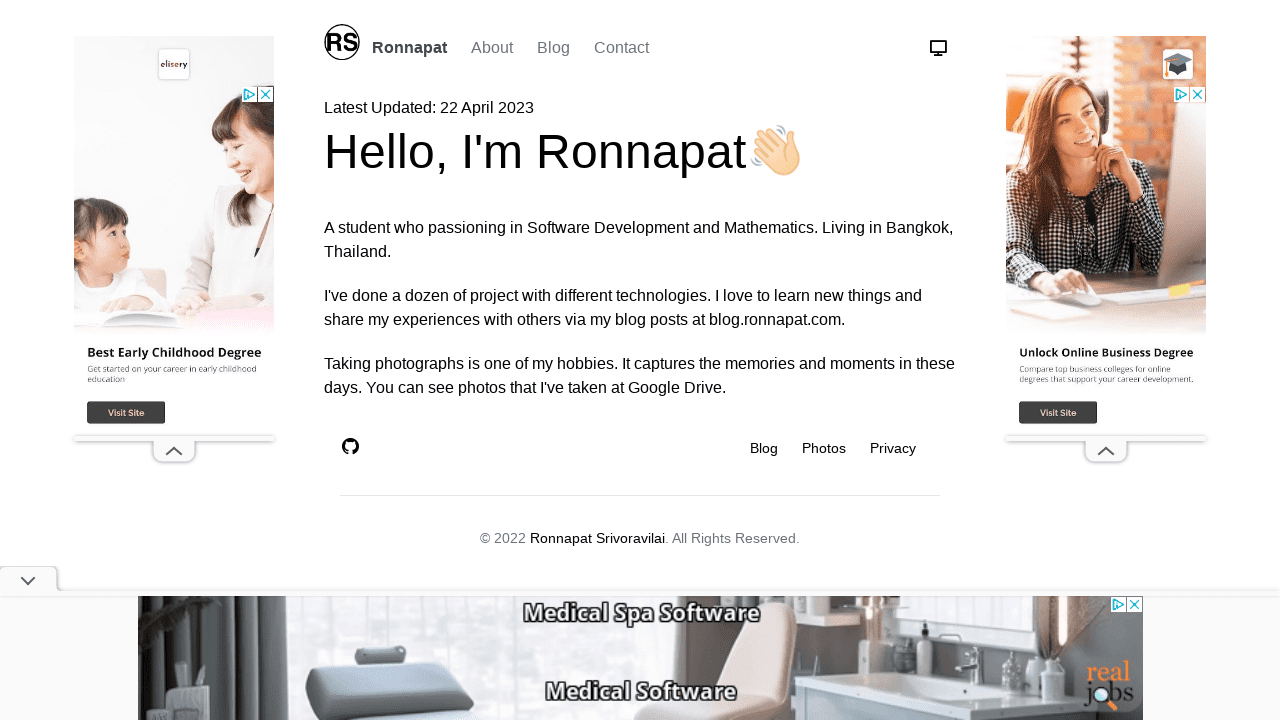 RS
Ronnapat About Blog Contact
Latest Updated: 22 April 2023
Hello, I'm Ronnapat👋🏻
A student who passioning in Software Development and Mathematics. Living in Bangkok,
Thailand.
I've done a dozen of project with different technologies. I love to learn new things and
share my experiences with others via my blog posts at blog.ronnapat.com.
Taking photographs is one of my hobbies. It captures the memories and moments in these
days. You can see photos that I've taken at Google Drive.
Blog Photos Privacy
© 2022 Ronnapat Srivoravilai. All Rights Reserved.
elisery
Best Early Childhood Degree
Get started on your career in early childhood
education
Visit Site
Unlock Online Business Degree
Compare top business colleges for online
degrees that support your career development.
Visit Site
Medical Spa Software
Medical Software
real
jobs